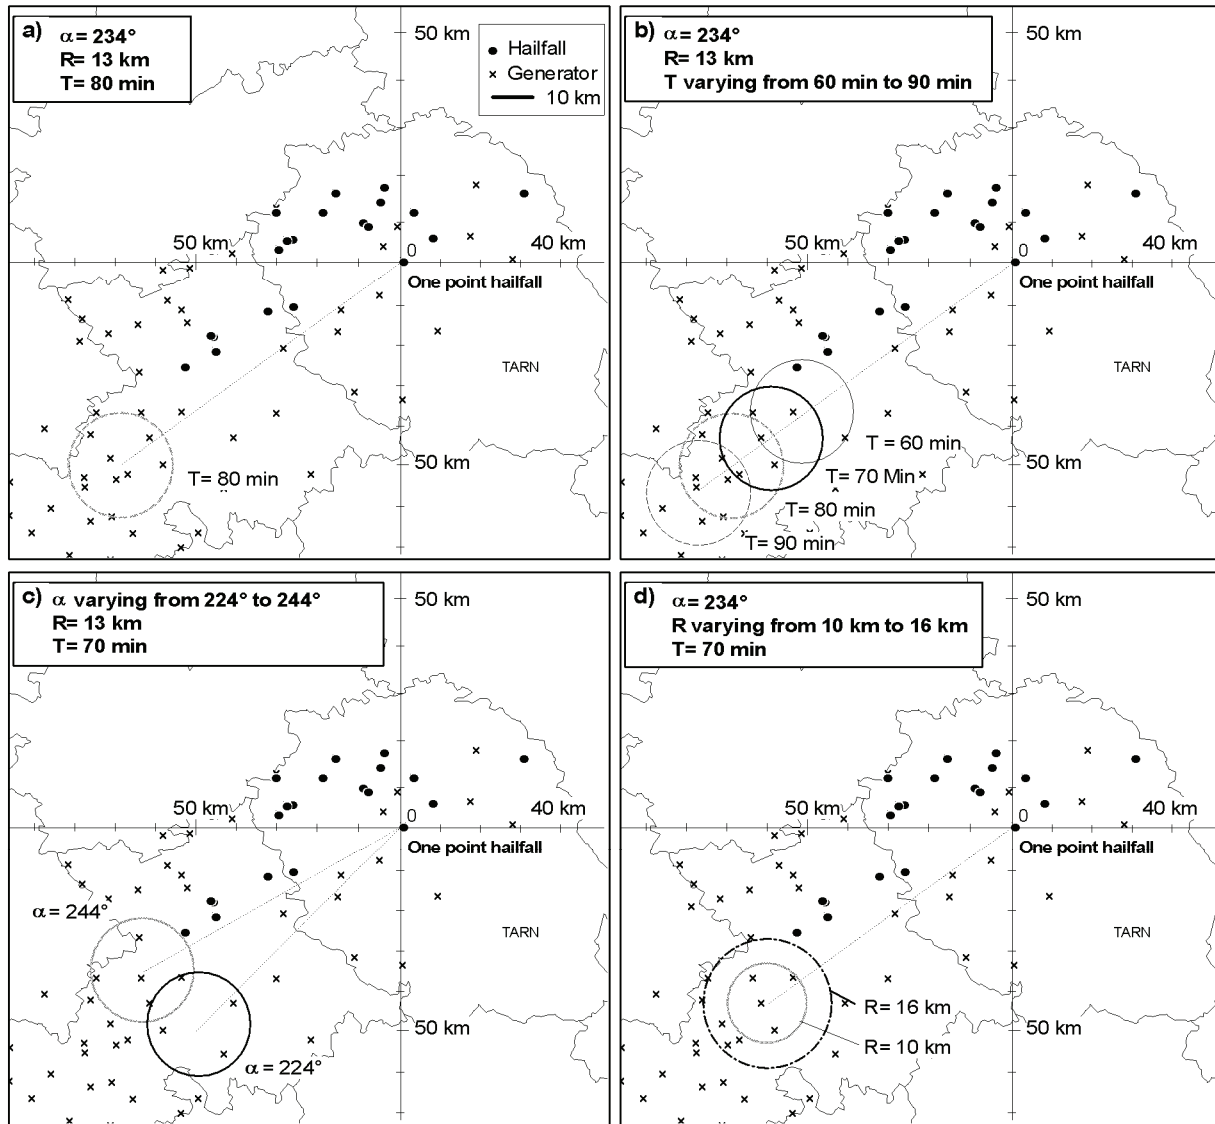 a)
α = 234°
R= 13 km
T= 80 min
50 km
Hailfall
Generator
10 km
50 km
0
40 km
One point hailfall
TARN
T= 80 min
50 km
b)
α = 234°
R= 13 km
T varying from 60 min to 90 min
50 km
50 km
0
40 km
One point hailfall
TARN
T = 60 min
50 km
T= 70 Min
T= 80 min
T= 90 min
c)
α varying from 224° to 244°
R= 13 km
T= 70 min
50 km
50 km
0
40 km
One point hailfall
α = 244°
TARN
50 km
α = 224°
d)
α = 234°
R varying from 10 km to 16 km
T= 70 min
50 km
50 km
0
40 km
One point hailfall
TARN
R= 16 km
50 km
R= 10 km